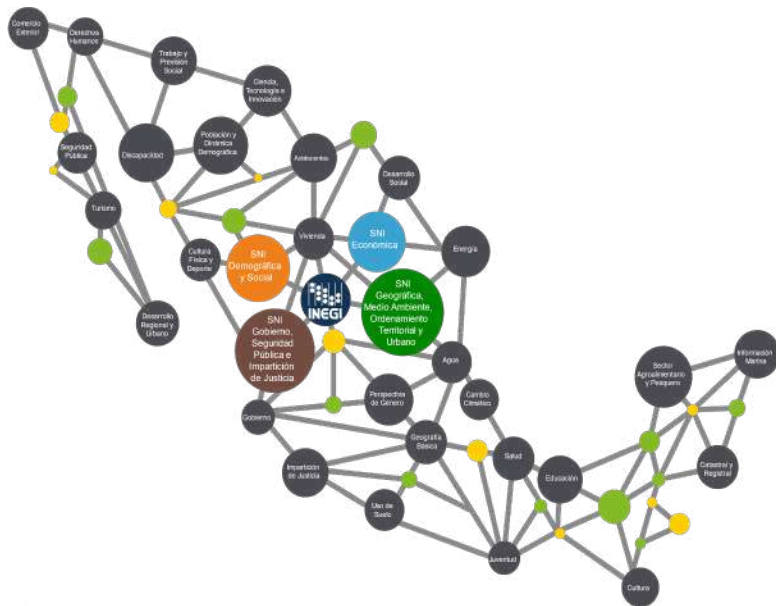 Comercio
Exterior
Derechos
Humanos
Trabajo y
Previsión
Social
Ciencia,
Tecnología e
Innovación
Seguridad
Pública
Discapacidad
Población y
Dinámica
Demográfica
Adolescentes
Desarrollo
Social
Turismo
Vivienda
SNI
Económica
Energía
Cultura
Física y
Deporte
SNI
Demográfica
y Social
INEGI
SNI
Geográfica,
Medio Ambiente,
Ordenamiento
Territorial y
Urbano
Desarrollo
Regional y
Urbano
SNI
Gobierno,
Seguridad
Pública e
Impartición
de Justicia
Agua
Sector
Agroalimentario
y Pesquero
Información
Marina
Perspectiva
de Género
Cambio
Climático
Gobierno
Geografía
Básica
Impartición
de Justicia
Salud
Educación
Catastral y
Registral
Uso de
Suelo
Juventud
Cultura